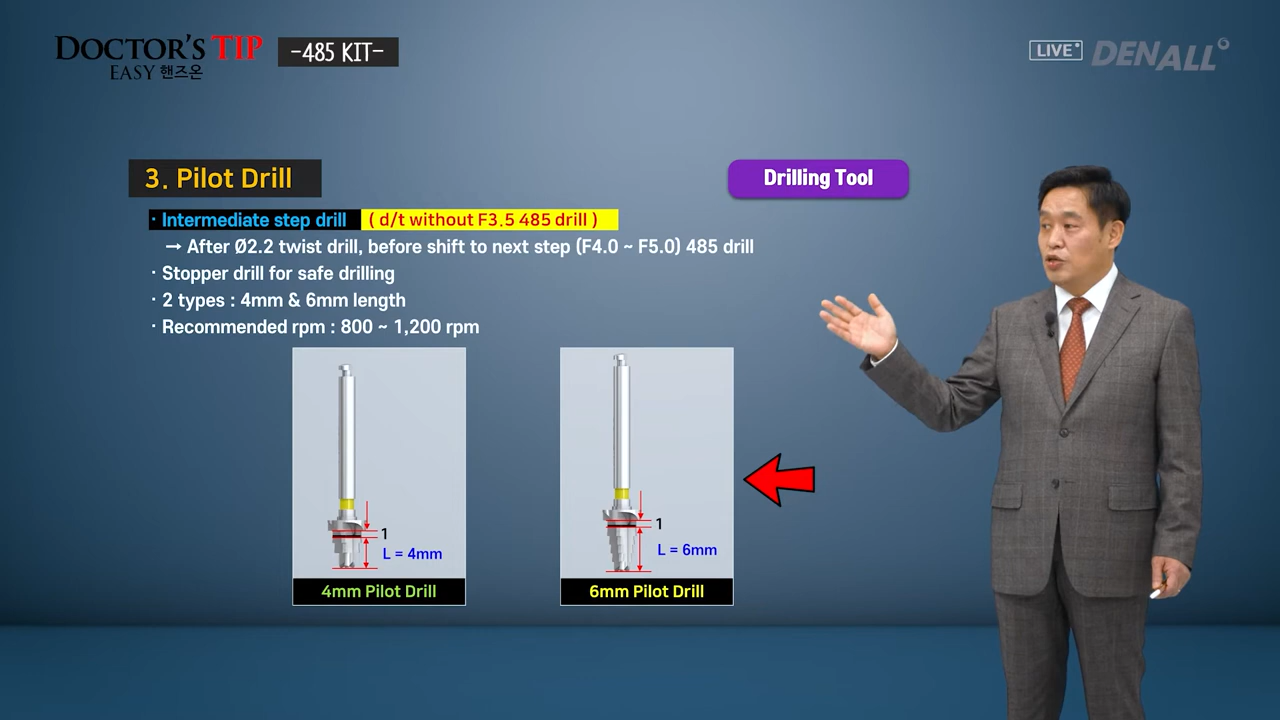 DOCTOR'S TIP
EASY 핸즈온
-485 KIT-
LIVE
DENALL
3. Pilot Drill
Drilling Tool
· Intermediate step drill ( d/t without F3.5 485 drill )
→ After Ø2.2 twist drill, before shift to next step (F4.0 ~ F5.0) 485 drill
· Stopper drill for safe drilling
· 2 types : 4mm & 6mm length
· Recommended rpm : 800 ~ 1,200 rpm
1
L = 4mm
4mm Pilot Drill
1
L = 6mm
6mm Pilot Drill